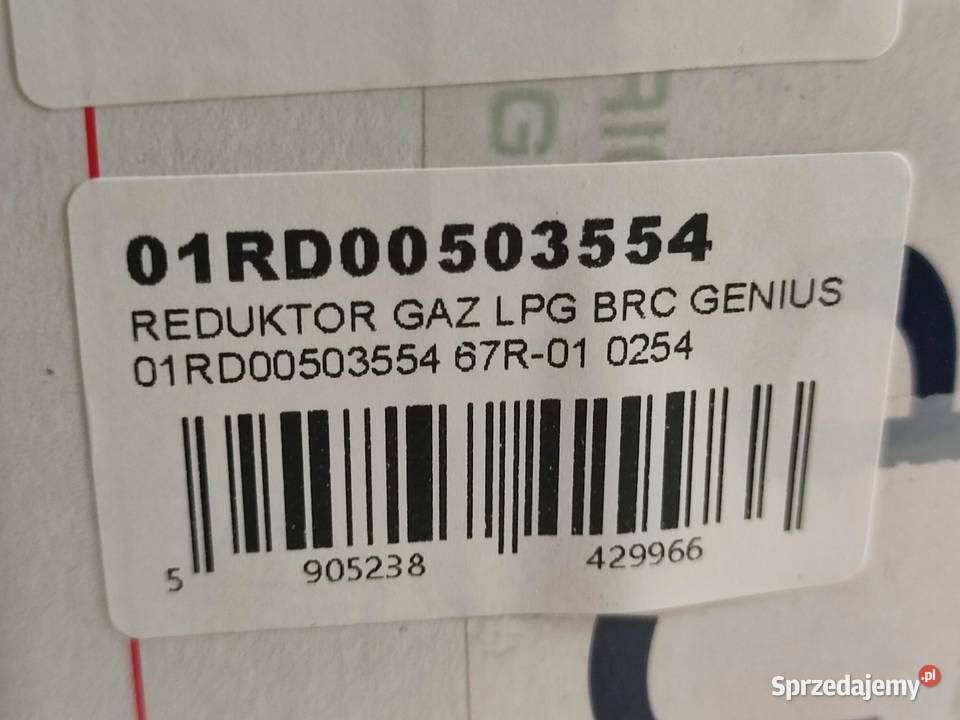 01RD00503554
REDUKTOR GAZ LPG BRC GENIUS
01RD00503554 67R-01 0254
5 905238 429966
Sprzedajemy.pl